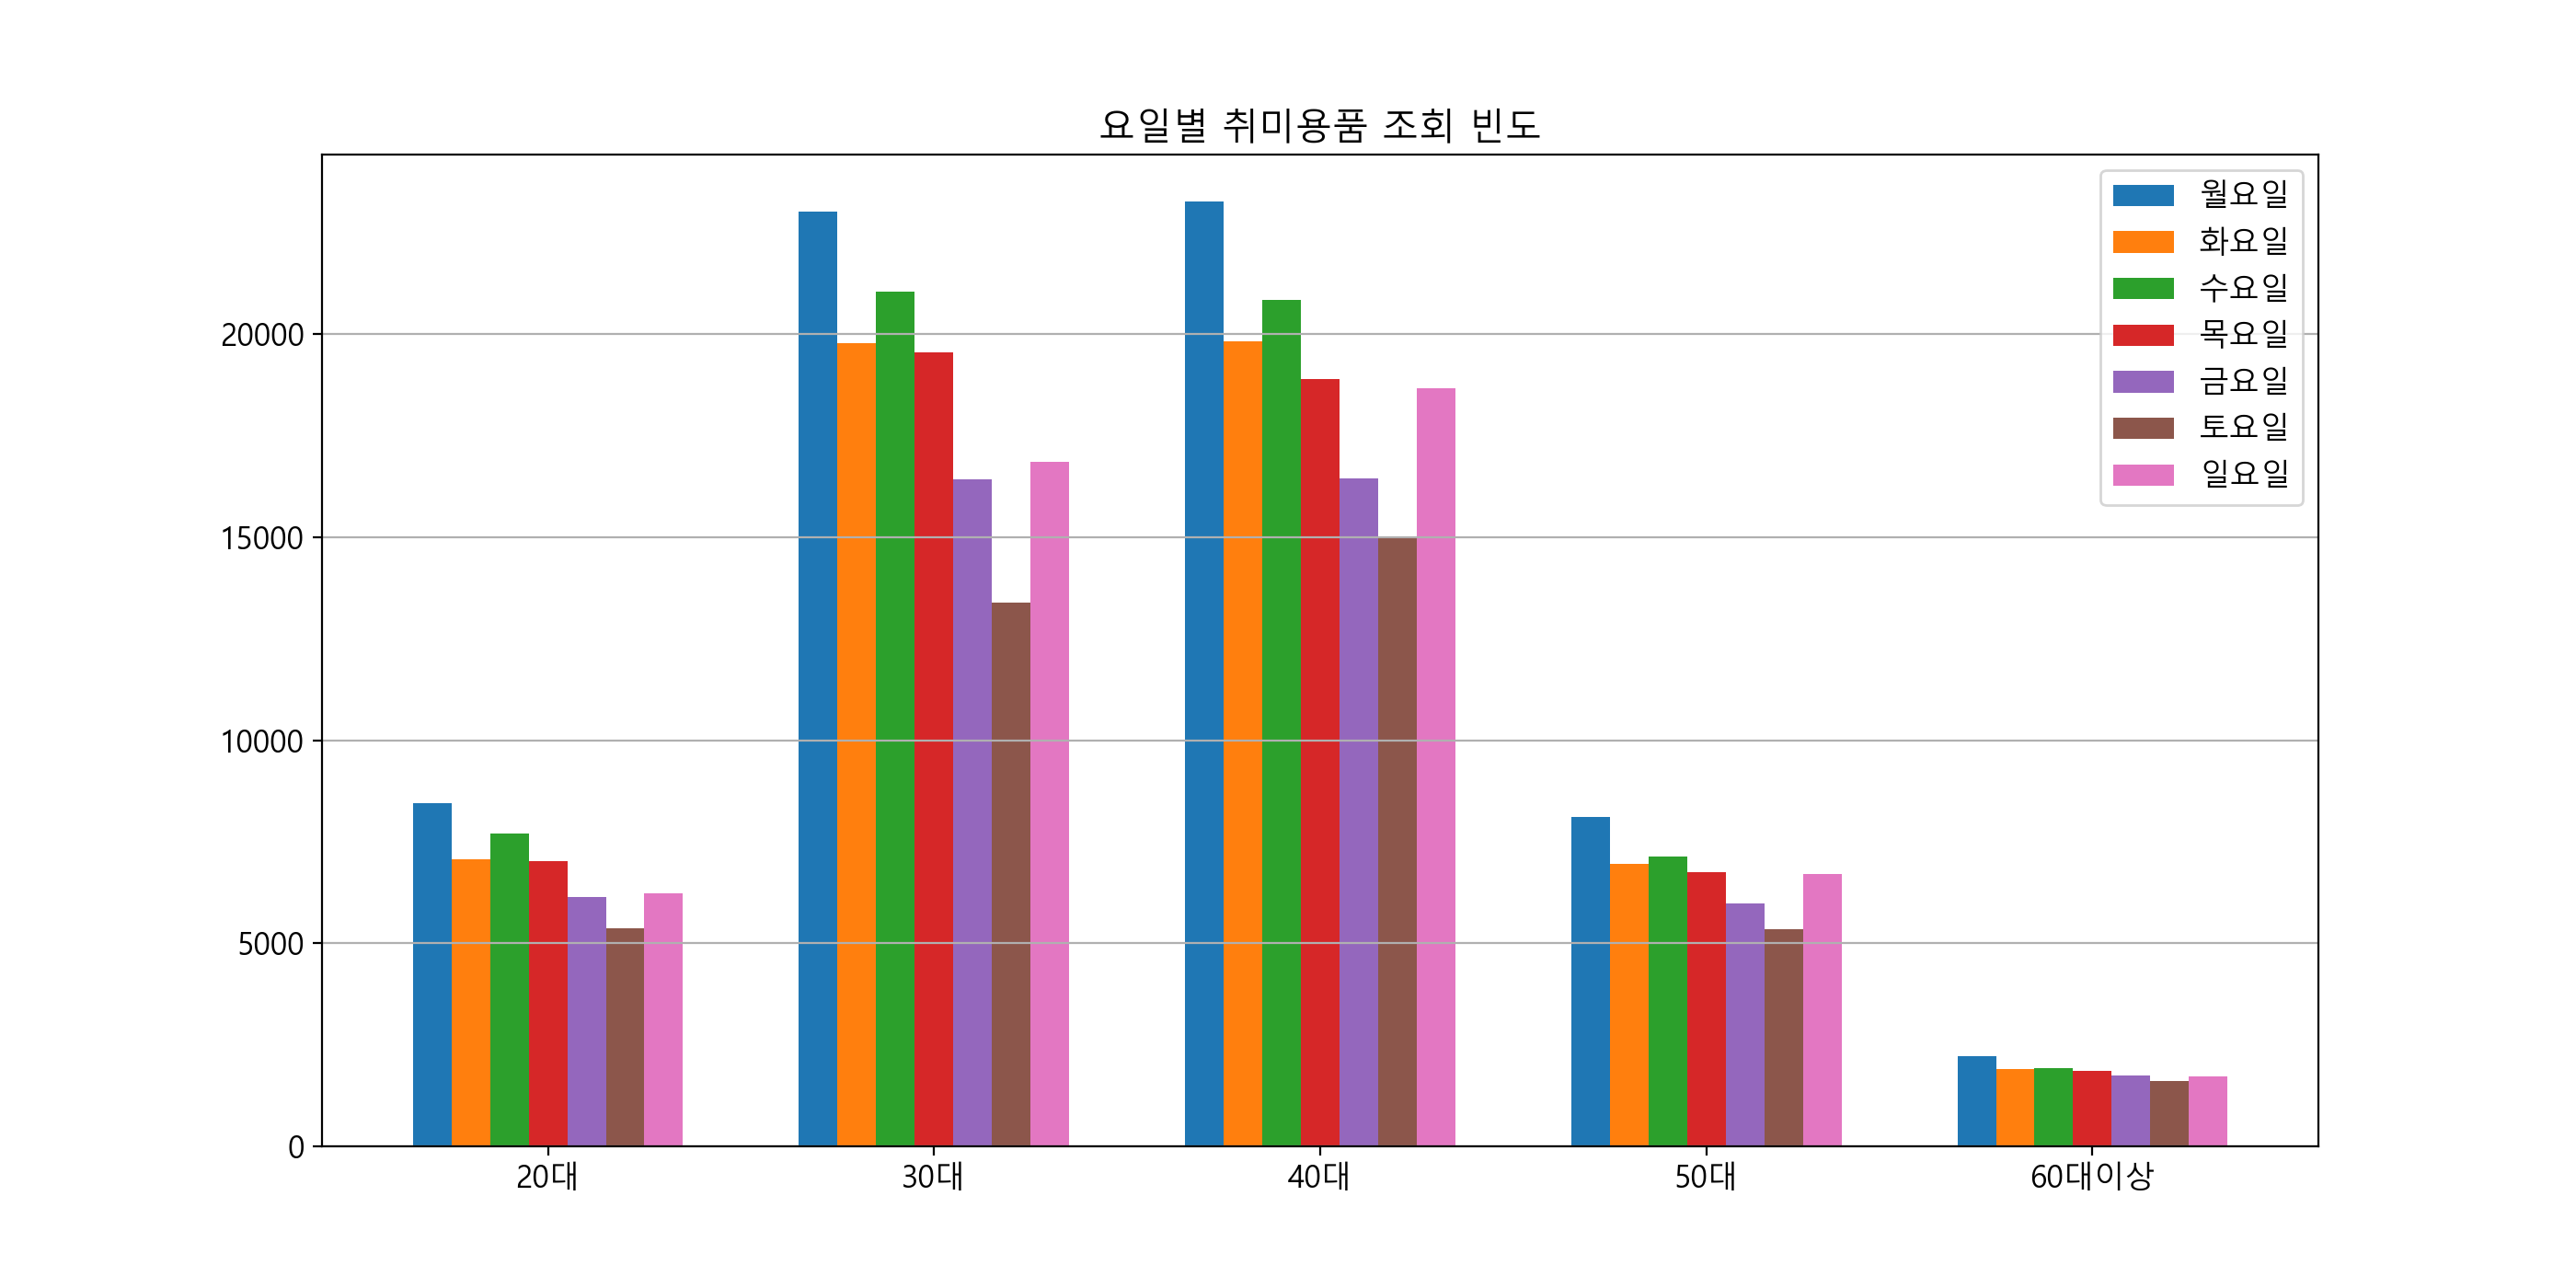 요일별 취미용품 조회 빈도
월요일
화요일
수요일
목요일
금요일
토요일
일요일
20000
15000
10000
5000
0
20대 30대 40대 50대 60대이상